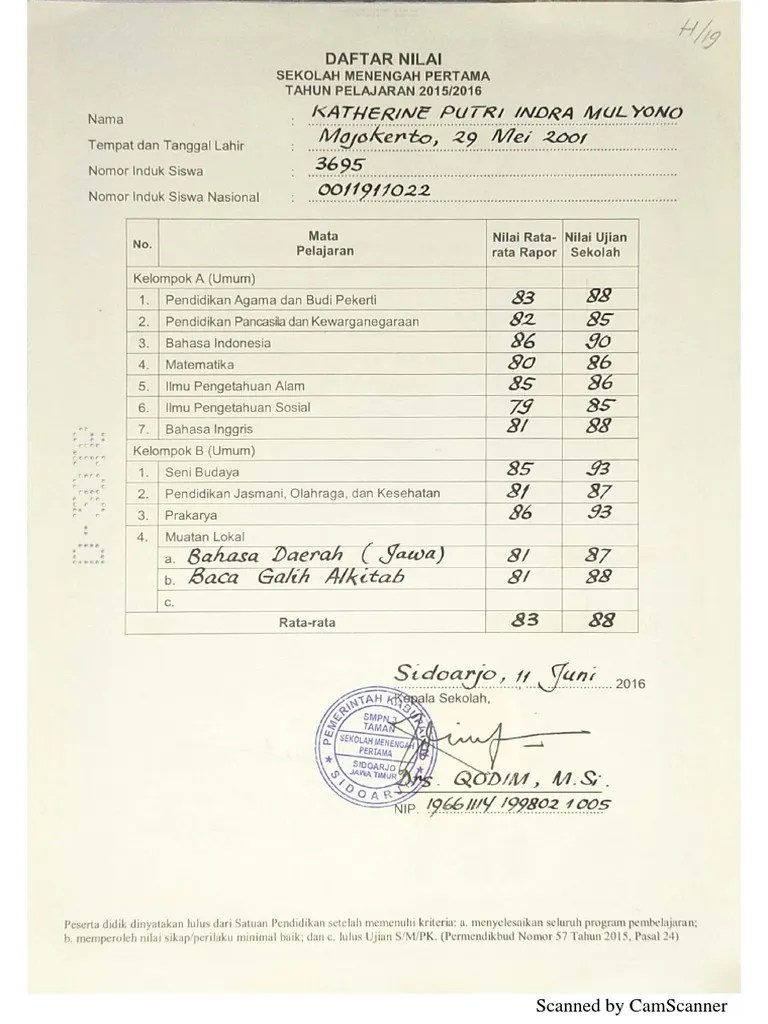 H/19
DAFTAR NILAI
SEKOLAH MENENGAH PERTAMA
TAHUN PELAJARAN 2015/2016
Nama : KATHERINE PUTRI INDRA MULYONO
Tempat dan Tanggal Lahir : Mojokerto, 29 Mei 2001
Nomor Induk Siswa : 3695
Nomor Induk Siswa Nasional : 0011911022
No. Mata Pelajaran Nilai Rata-rata Rapor Nilai Ujian Sekolah
Kelompok A (Umum)
1. Pendidikan Agama dan Budi Pekerti 83 88
2. Pendidikan Pancasila dan Kewarganegaraan 82 85
3. Bahasa Indonesia 86 90
4. Matematika 80 86
5. Ilmu Pengetahuan Alam 85 86
6. Ilmu Pengetahuan Sosial 79 85
7. Bahasa Inggris 81 88
Kelompok B (Umum)
1. Seni Budaya 85 93
2. Pendidikan Jasmani, Olahraga, dan Kesehatan 81 87
3. Prakarya 86 93
4. Muatan Lokal
a. Bahasa Daerah (Jawa) 81 87
b. Baca Galih Alkitab 81 88
c.
Rata-rata 83 88
Sidoarjo, 11 Juni 2016
Kepala Sekolah,
PEMERINTAH KABUPATEN
SMPN 2
TAMAN
SEKOLAH MENENGAH
PERTAMA
SIDOARJO
JAWA TIMUR
SIDOARJO
Drs. QODIM, M.Si.
NIP. 19661114 199802 1 005
Peserta didik dinyatakan lulus dari Satuan Pendidikan setelah memenuhi kriteria: a. menyelesaikan seluruh program pembelajaran;
b. memperoleh nilai sikap/perilaku minimal baik; dan c. lulus Ujian S/M/PK. (Permendikbud Nomor 57 Tahun 2015, Pasal 24)
Scanned by CamScanner